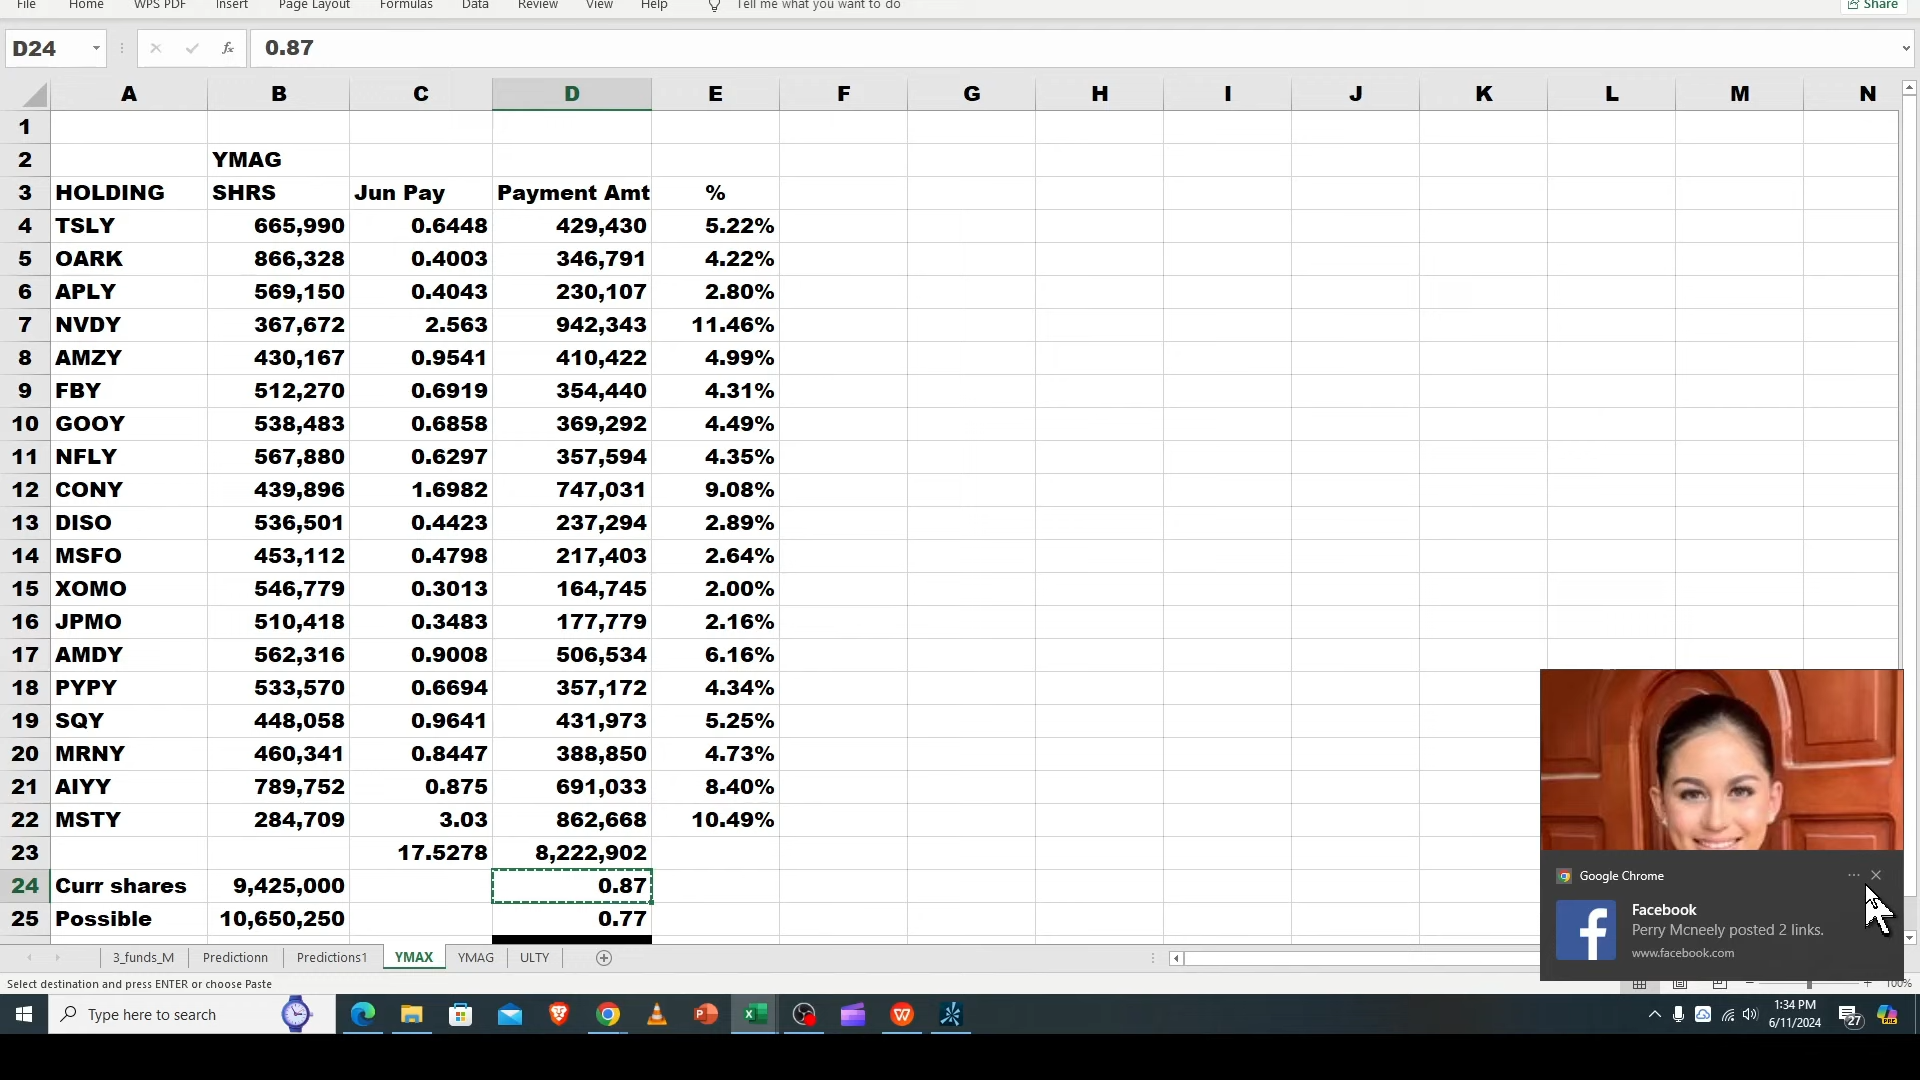 File Home WPS PDF Insert Page Layout Formulas Data Review View Help Tell me what you want to do Share
D24 fx 0.87
A B C D E F G H I J K L M N
1
2 YMAG
3 HOLDING SHRS Jun Pay Payment Amt %
4 TSLY 665,990 0.6448 429,430 5.22%
5 OARK 866,328 0.4003 346,791 4.22%
6 APLY 569,150 0.4043 230,107 2.80%
7 NVDY 367,672 2.563 942,343 11.46%
8 AMZY 430,167 0.9541 410,422 4.99%
9 FBY 512,270 0.6919 354,440 4.31%
10 GOOY 538,483 0.6858 369,292 4.49%
11 NFLY 567,880 0.6297 357,594 4.35%
12 CONY 439,896 1.6982 747,031 9.08%
13 DISO 536,501 0.4423 237,294 2.89%
14 MSFO 453,112 0.4798 217,403 2.64%
15 XOMO 546,779 0.3013 164,745 2.00%
16 JPMO 510,418 0.3483 177,779 2.16%
17 AMDY 562,316 0.9008 506,534 6.16%
18 PYPY 533,570 0.6694 357,172 4.34%
19 SQY 448,058 0.9641 431,973 5.25%
20 MRNY 460,341 0.8447 388,850 4.73%
21 AIYY 789,752 0.875 691,033 8.40%
22 MSTY 284,709 3.03 862,668 10.49%
23 17.5278 8,222,902
24 Curr shares 9,425,000 0.87
25 Possible 10,650,250 0.77
Google Chrome
Facebook
Perry Mcneely posted 2 links.
www.facebook.com
3_funds_M Predictionn Predictions1 YMAX YMAG ULTY
Select destination and press ENTER or choose Paste 100%
Type here to search
1:34 PM
6/11/2024
27